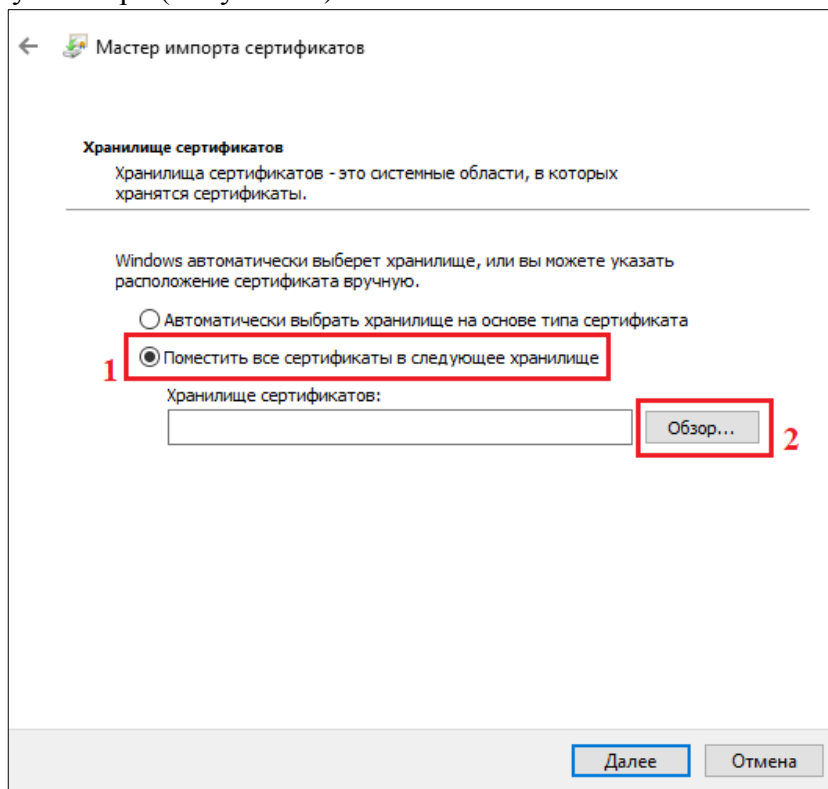 Мастер импорта сертификатов
Хранилище сертификатов
Хранилища сертификатов - это системные области, в которых
хранятся сертификаты.
Windows автоматически выберет хранилище, или вы можете указать
расположение сертификата вручную.
Автоматически выбрать хранилище на основе типа сертификата
1 Поместить все сертификаты в следующее хранилище
Хранилище сертификатов:
Обзор... 2
Далее Отмена